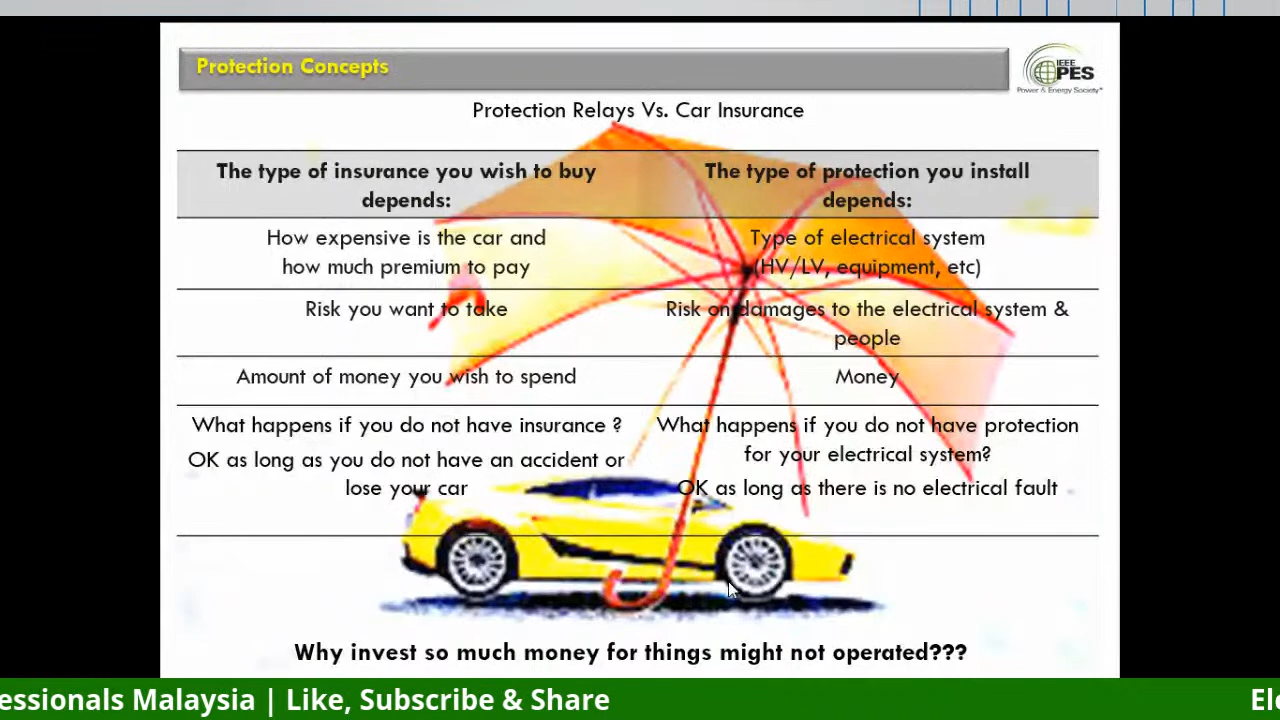 Protection Concepts
IEEE
PES
Power & Energy Society™
Protection Relays Vs. Car Insurance
The type of insurance you wish to buy
depends:
The type of protection you install
depends:
How expensive is the car and
how much premium to pay
Type of electrical system
(HV/LV, equipment, etc)
Risk you want to take
Risk on damages to the electrical system &
people
Amount of money you wish to spend
Money
What happens if you do not have insurance ?
OK as long as you do not have an accident or
lose your car
What happens if you do not have protection
for your electrical system?
OK as long as there is no electrical fault
Why invest so much money for things might not operated???
essionals Malaysia | Like, Subscribe & Share
Ele